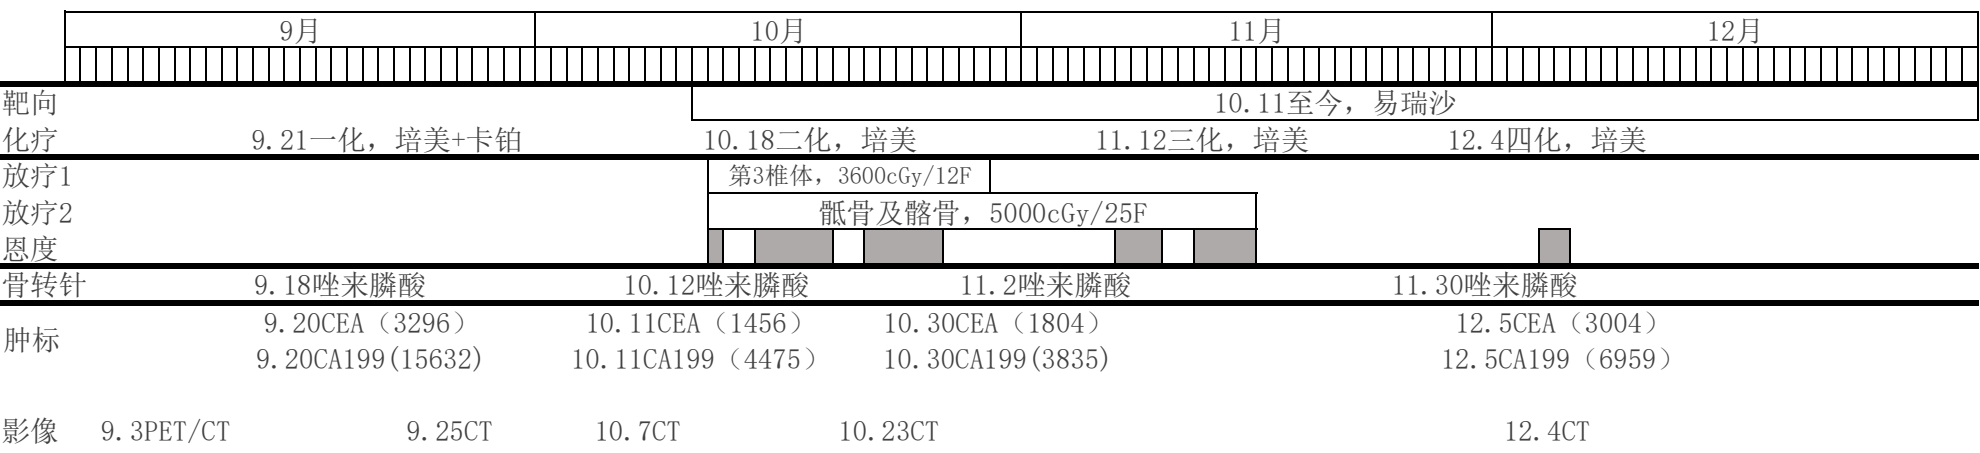 9月 10月 11月 12月
靶向 10.11至今，易瑞沙
化疗 9.21一化，培美+卡铂 10.18二化，培美 11.12三化，培美 12.4四化，培美
放疗1 第3椎体，3600cGy/12F
放疗2 骶骨及髂骨，5000cGy/25F
恩度
骨转针 9.18唑来膦酸 10.12唑来膦酸 11.2唑来膦酸 11.30唑来膦酸
肿标
9.20CEA（3296） 10.11CEA（1456） 10.30CEA（1804） 12.5CEA（3004）
9.20CA199(15632) 10.11CA199（4475） 10.30CA199(3835) 12.5CA199（6959）
影像 9.3PET/CT 9.25CT 10.7CT 10.23CT 12.4CT